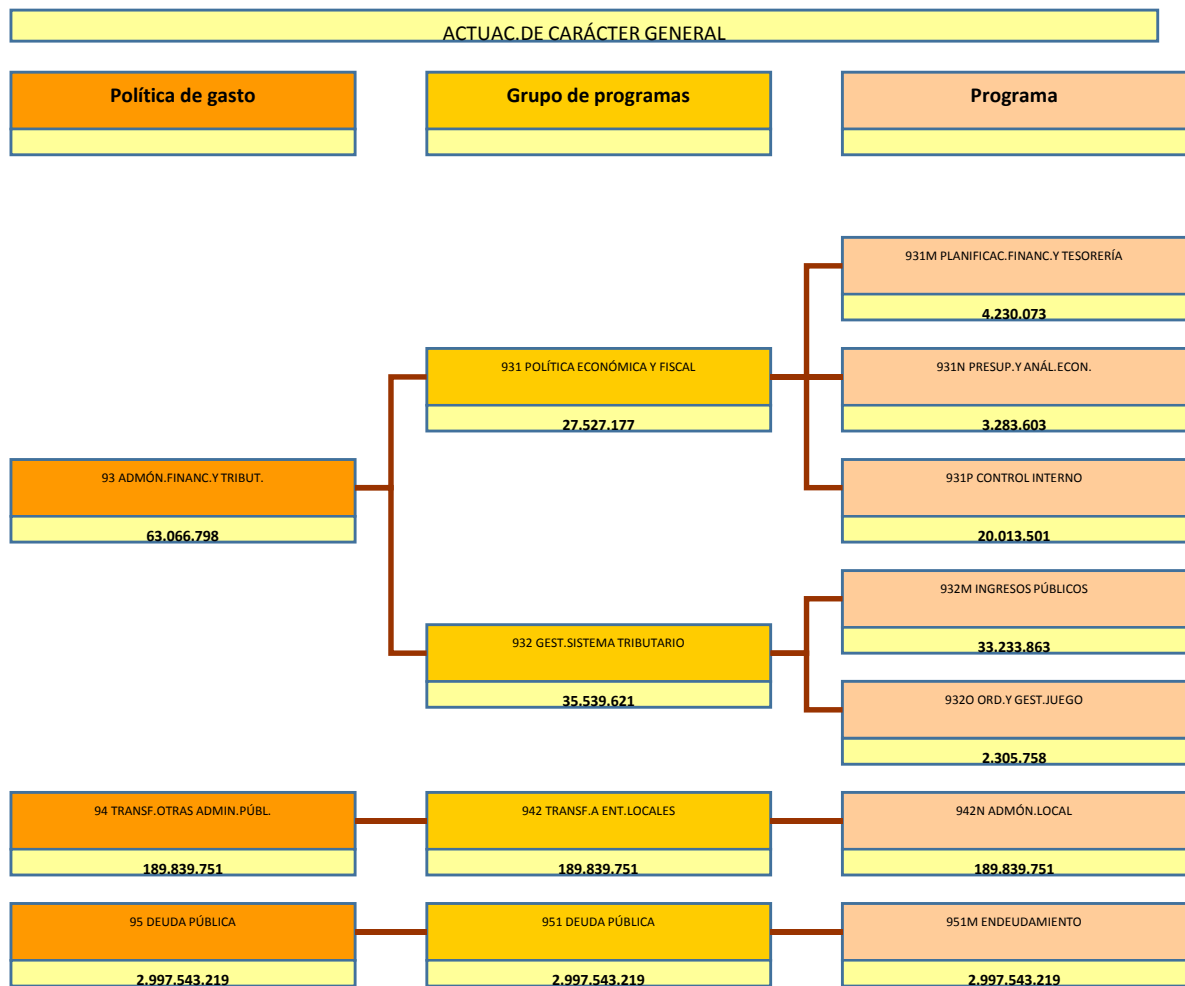 ACTUAC.DE CARÁCTER GENERAL
Política de gasto
Grupo de programas
Programa
931M PLANIFICAC.FINANC.Y TESORERÍA
4.230.073
931 POLÍTICA ECONÓMICA Y FISCAL
27.527.177
931N PRESUP.Y ANÁL.ECON.
3.283.603
93 ADMÓN.FINANC.Y TRIBUT.
63.066.798
931P CONTROL INTERNO
20.013.501
932M INGRESOS PÚBLICOS
33.233.863
932 GEST.SISTEMA TRIBUTARIO
35.539.621
932O ORD.Y GEST.JUEGO
2.305.758
94 TRANSF.OTRAS ADMIN.PÚBL.
189.839.751
942 TRANSF.A ENT.LOCALES
189.839.751
942N ADMÓN.LOCAL
189.839.751
95 DEUDA PÚBLICA
2.997.543.219
951 DEUDA PÚBLICA
2.997.543.219
951M ENDEUDAMIENTO
2.997.543.219